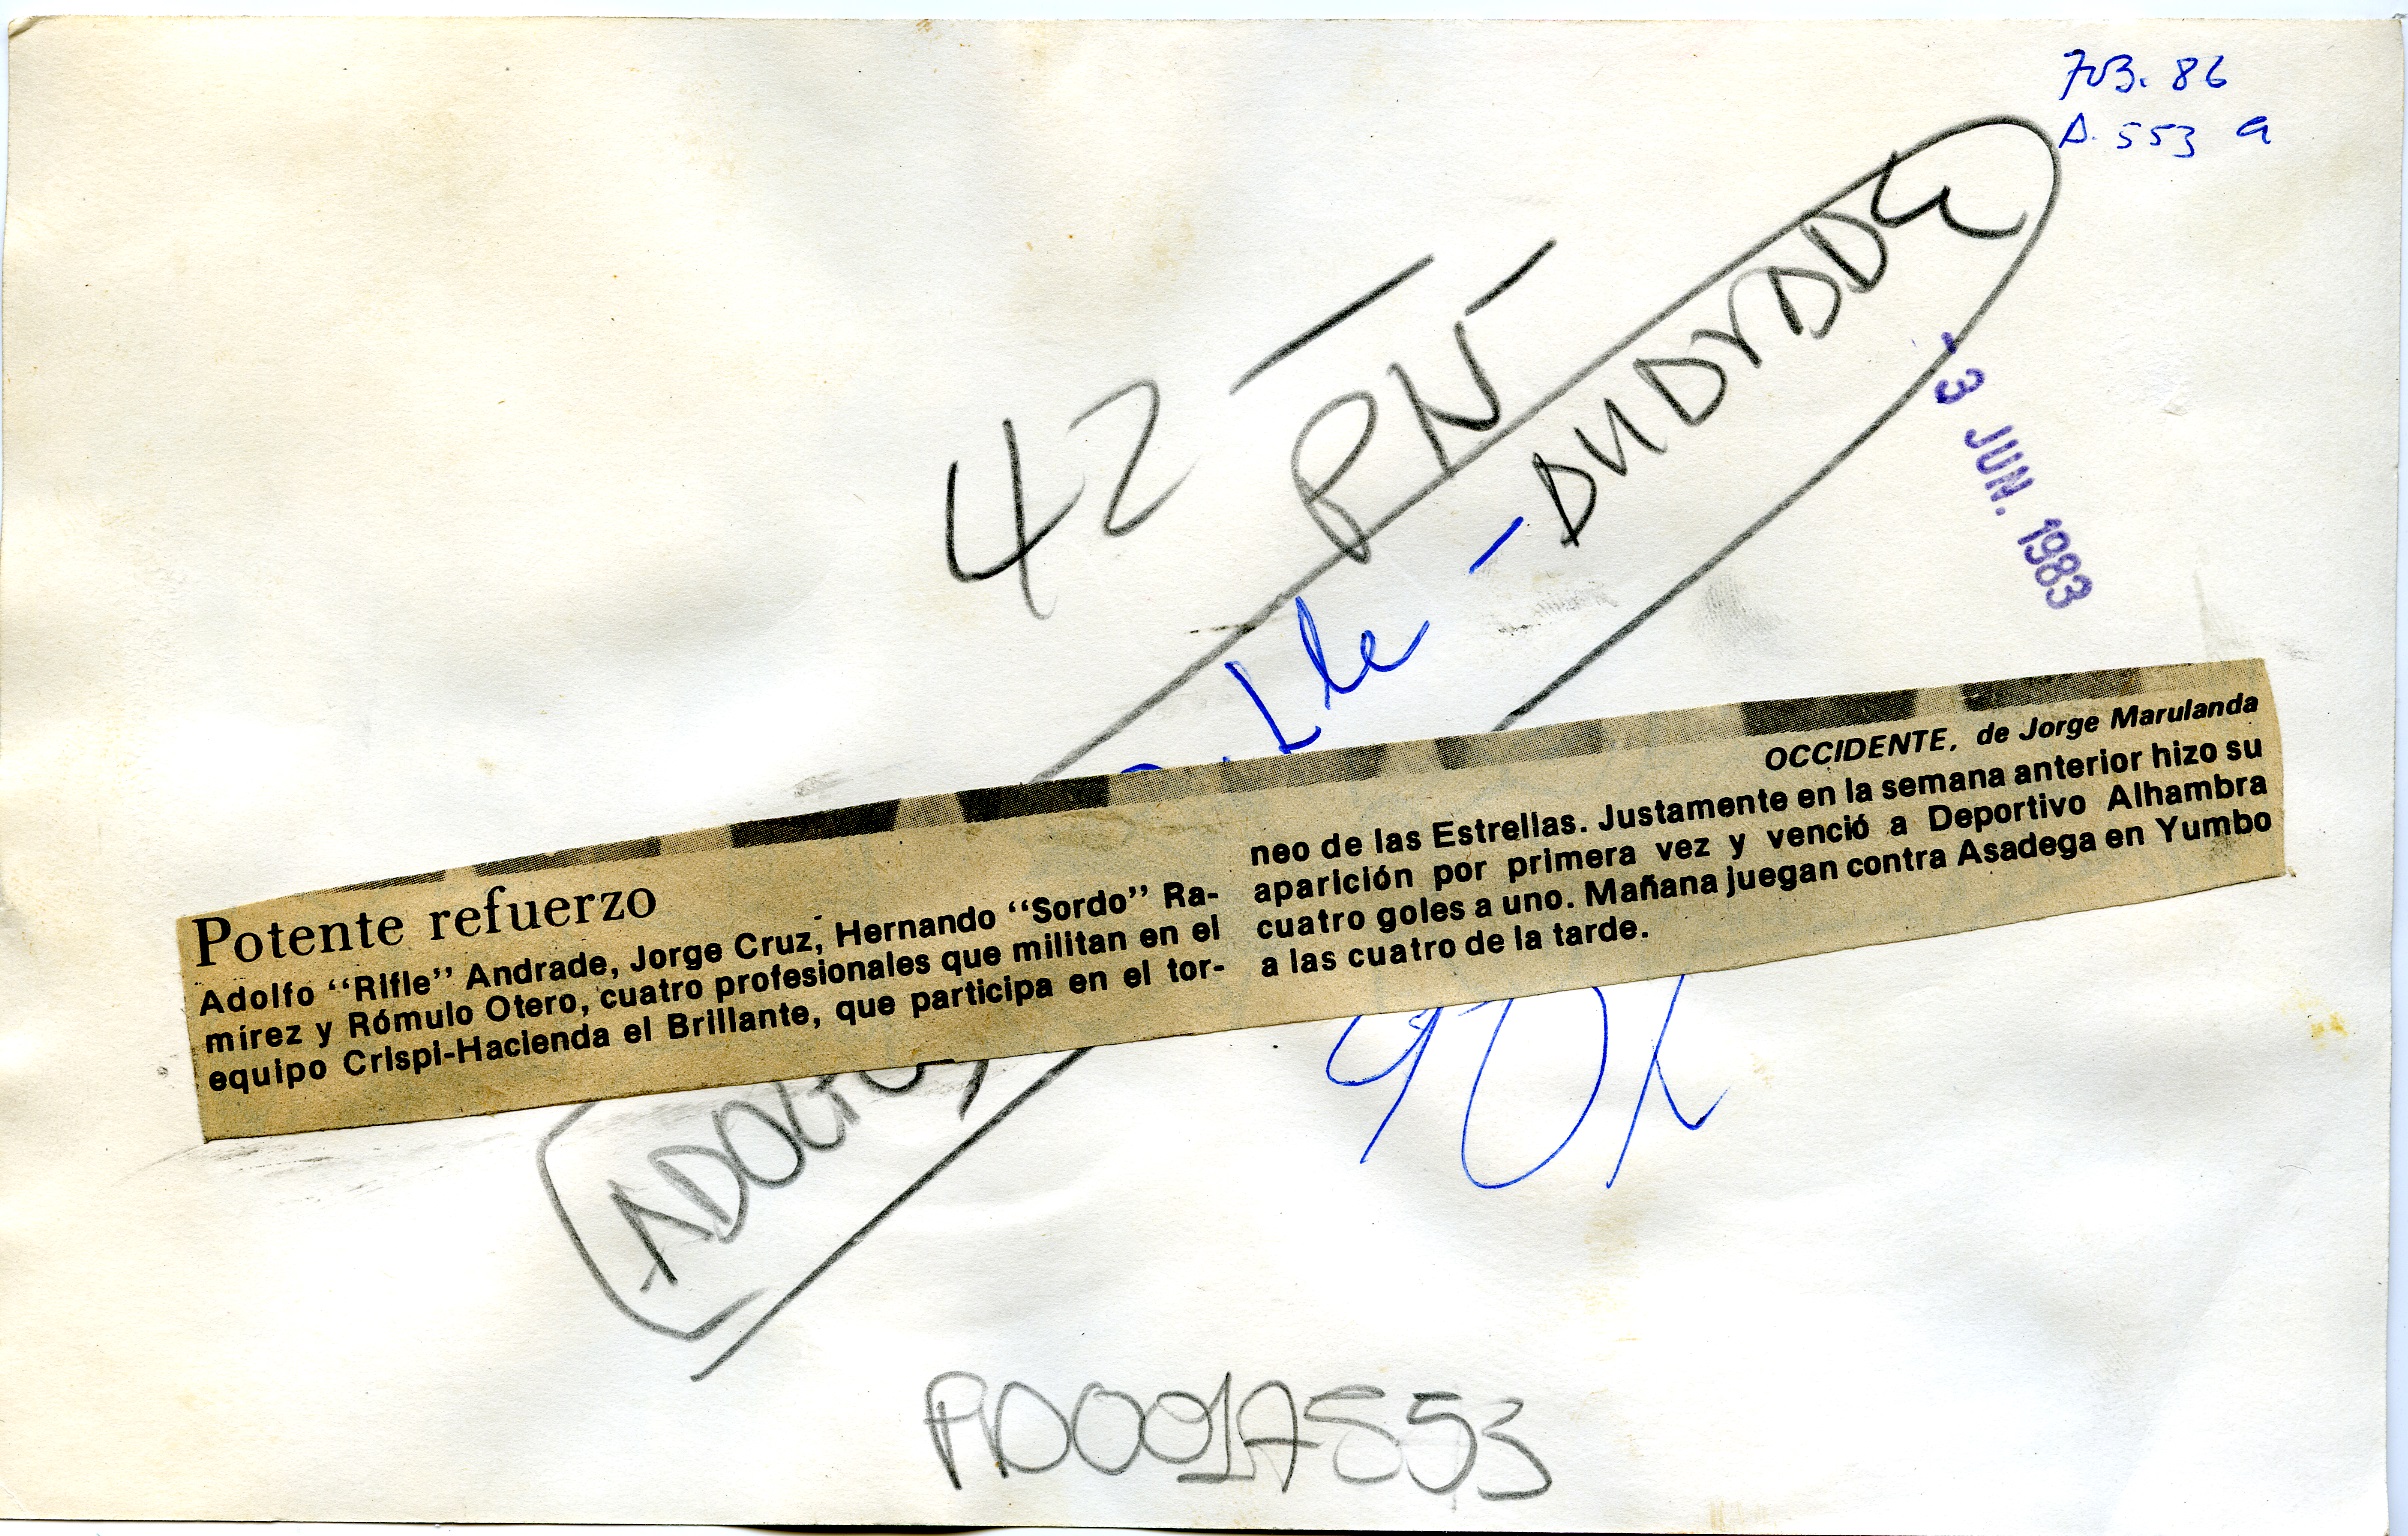 703.86
A.553 a
42 - PN -
- 3 JUN. 1983
ADOLFO
OCCIDENTE, de Jorge Marulanda
Potente refuerzo
Adolfo “Rifle” Andrade, Jorge Cruz, Hernando “Sordo” Ra-
mírez y Rómulo Otero, cuatro profesionales que militan en el
equipo Crispi-Hacienda el Brillante, que participa en el tor-
neo de las Estrellas. Justamente en la semana anterior hizo su
aparición por primera vez y venció a Deportivo Alhambra
cuatro goles a uno. Mañana juegan contra Asadega en Yumbo
a las cuatro de la tarde.